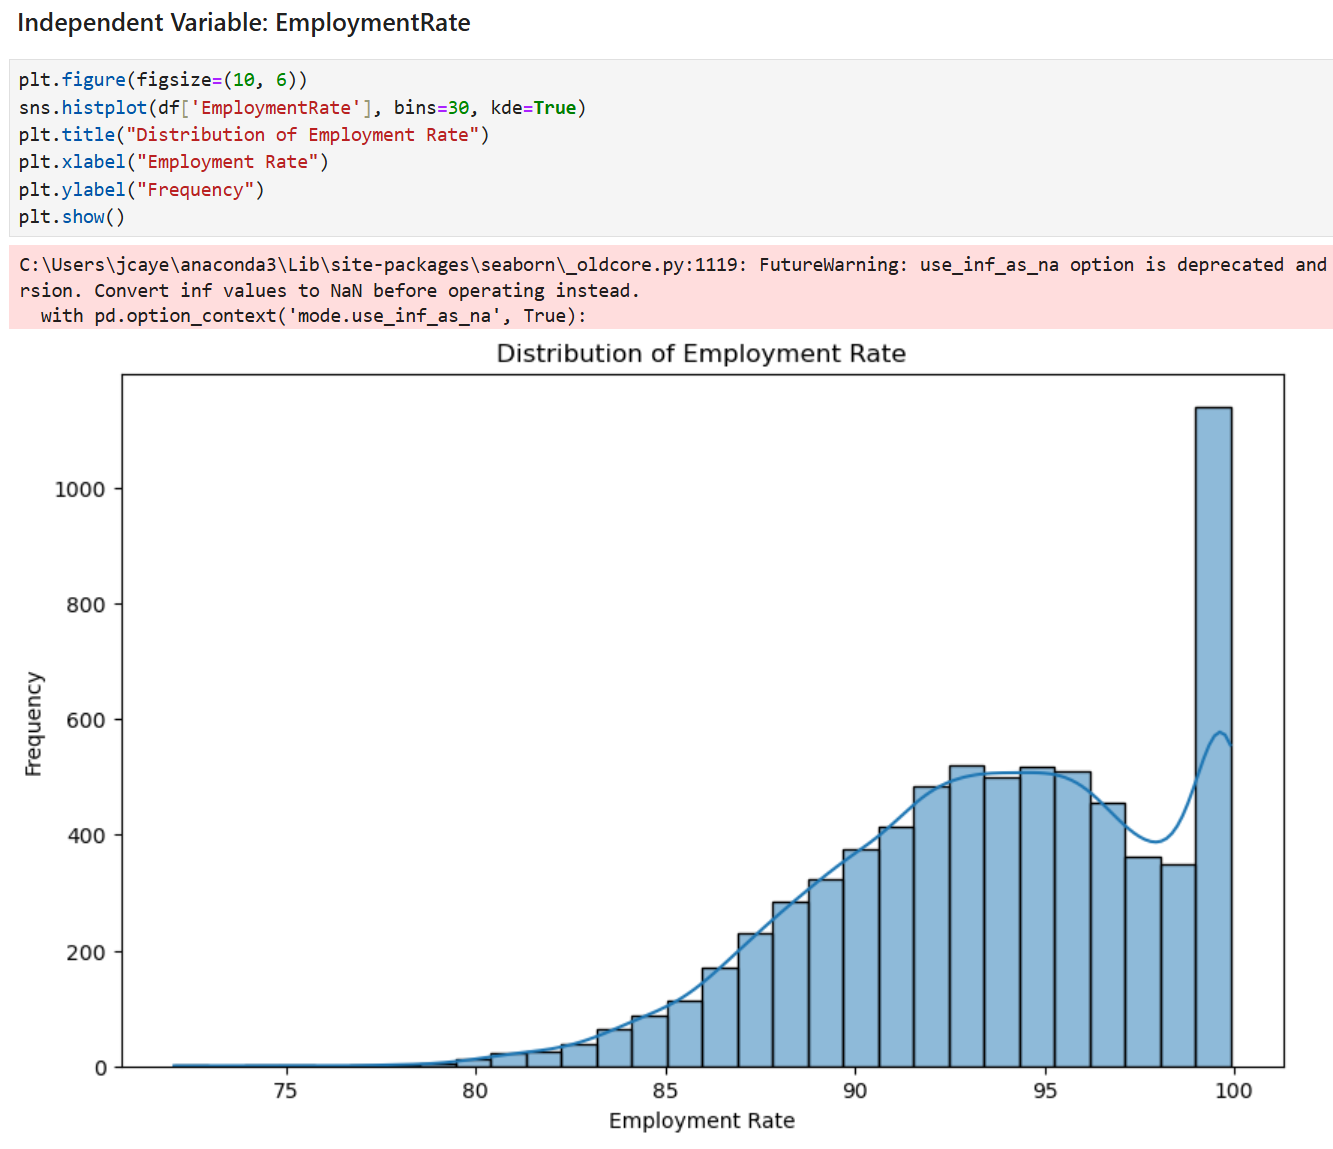 Independent Variable: EmploymentRate
plt.figure(figsize=(10, 6))
sns.histplot(df['EmploymentRate'], bins=30, kde=True)
plt.title("Distribution of Employment Rate")
plt.xlabel("Employment Rate")
plt.ylabel("Frequency")
plt.show()
C:\Users\jcaye\anaconda3\Lib\site-packages\seaborn\_oldcore.py:1119: FutureWarning: use_inf_as_na option is deprecated and
rsion. Convert inf values to NaN before operating instead.
  with pd.option_context('mode.use_inf_as_na', True):
Distribution of Employment Rate
1000
800
600
400
200
0
Frequency
75 80 85 90 95 100
Employment Rate